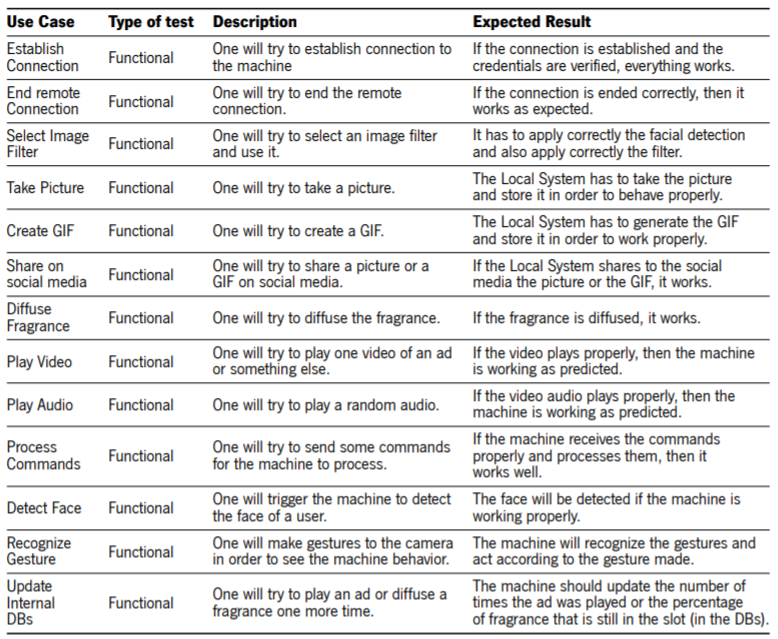 Use Case Type of test Description Expected Result
Establish Connection Functional One will try to establish connection to the machine If the connection is established and the credentials are verified, everything works.
End remote Connection Functional One will try to end the remote connection. If the connection is ended correctly, then it works as expected.
Select Image Filter Functional One will try to select an image filter and use it. It has to apply correctly the facial detection and also apply correctly the filter.
Take Picture Functional One will try to take a picture. The Local System has to take the picture and store it in order to behave properly.
Create GIF Functional One will try to create a GIF. The Local System has to generate the GIF and store it in order to work properly.
Share on social media Functional One will try to share a picture or a GIF on social media. If the Local System shares to the social media the picture or the GIF, it works.
Diffuse Fragrance Functional One will try to diffuse the fragrance. If the fragrance is diffused, it works.
Play Video Functional One will try to play one video of an ad or something else. If the video plays properly, then the machine is working as predicted.
Play Audio Functional One will try to play a random audio. If the video audio plays properly, then the machine is working as predicted.
Process Commands Functional One will try to send some commands for the machine to process. If the machine receives the commands properly and processes them, then it works well.
Detect Face Functional One will trigger the machine to detect the face of a user. The face will be detected if the machine is working properly.
Recognize Gesture Functional One will make gestures to the camera in order to see the machine behavior. The machine will recognize the gestures and act according to the gesture made.
Update Internal DBs Functional One will try to play an ad or diffuse a fragrance one more time. The machine should update the number of times the ad was played or the percentage of fragrance that is still in the slot (in the DBs).